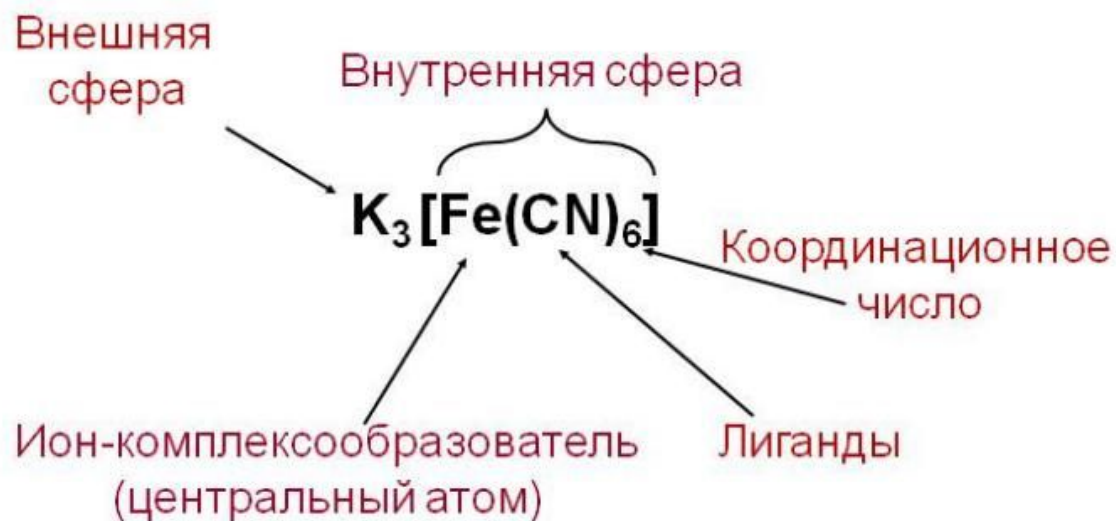 Внешняя
сфера
Внутренняя сфера
K₃[Fe(CN)₆]
Координационное
число
Ион-комплексообразователь
(центральный атом)
Лиганды